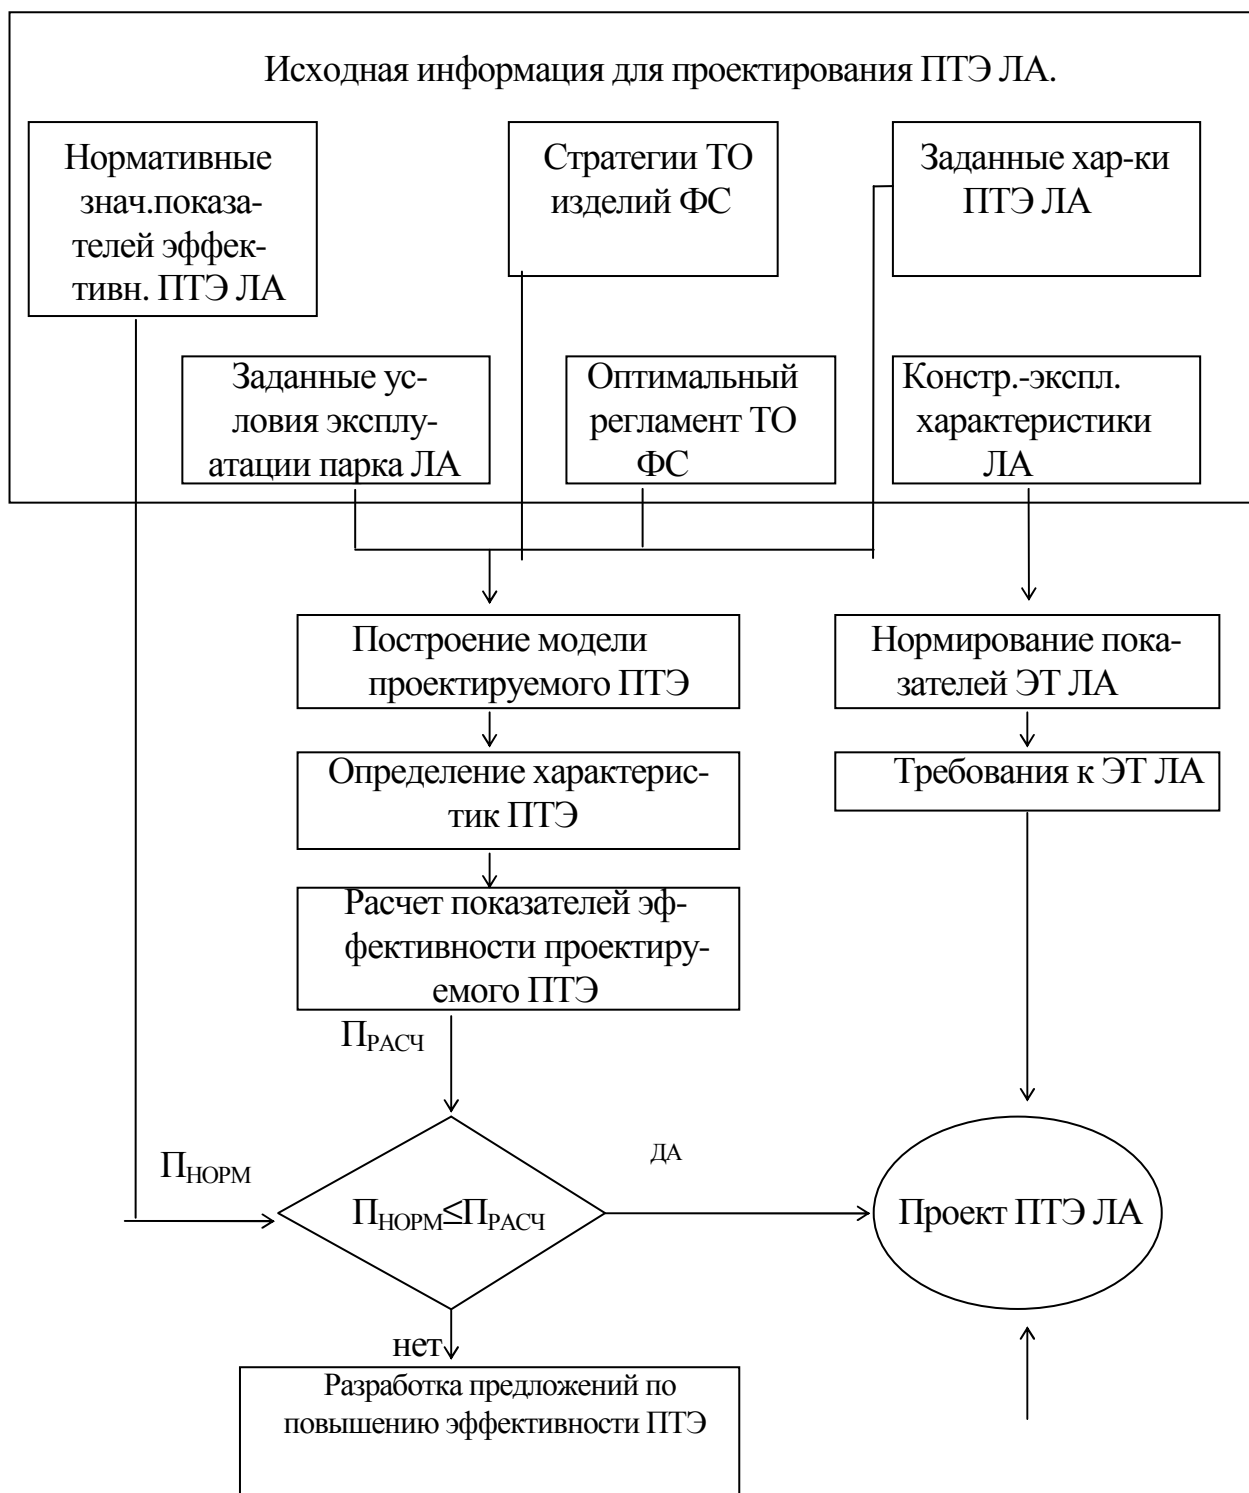 Исходная информация для проектирования ПТЭ ЛА.
Нормативные
знач.показа-
телей эффек-
тивн. ПТЭ ЛА
Стратегии ТО
изделий ФС
Заданные хар-ки
ПТЭ ЛА
Заданные ус-
ловия эксплу-
атации парка ЛА
Оптимальный
регламент ТО
ФС
Констр.-экспл.
характеристики
ЛА
Построение модели
проектируемого ПТЭ
Нормирование пока-
зателей ЭТ ЛА
Определение характерис-
тик ПТЭ
Требования к ЭТ ЛА
Расчет показателей эф-
фективности проектиру-
емого ПТЭ
ПРАСЧ
ПНОРМ
ДА
ПНОРМ≤ПРАСЧ
Проект ПТЭ ЛА
нет
Разработка предложений по
повышению эффективности ПТЭ